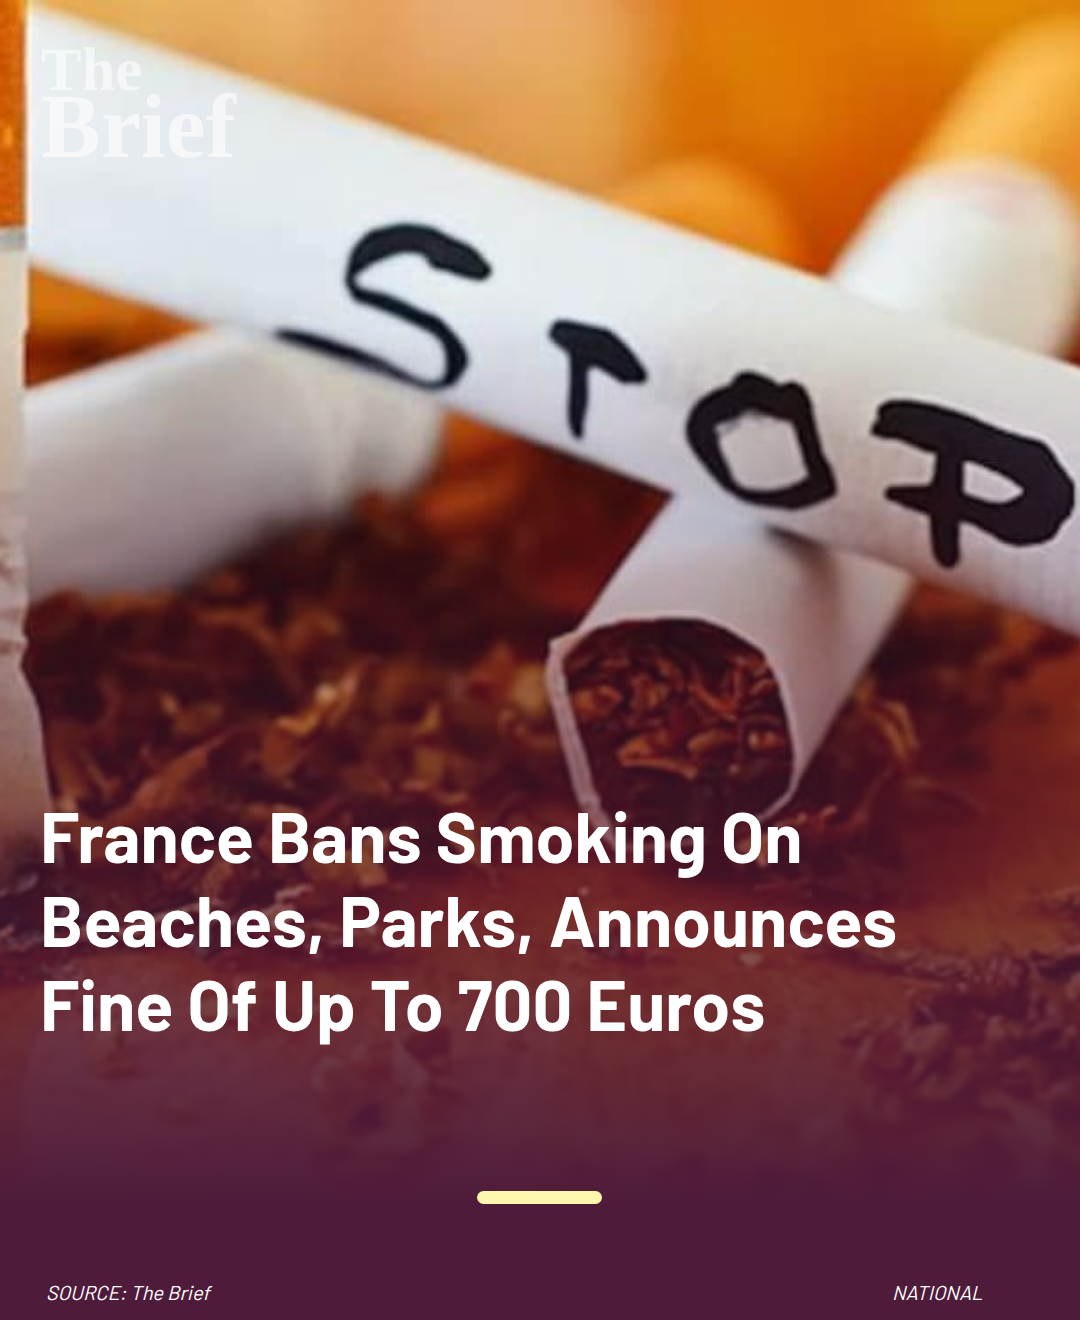 The
Brief
STOP
France Bans Smoking On
Beaches, Parks, Announces
Fine Of Up To 700 Euros
SOURCE: The Brief
NATIONAL